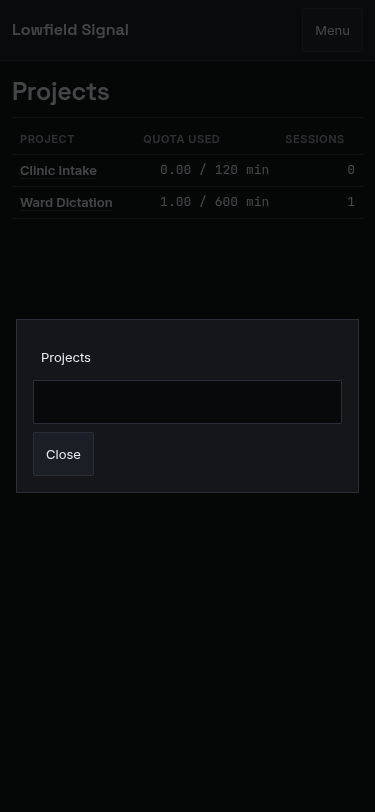 Lowfield Signal
Menu
Projects
PROJECT QUOTA USED SESSIONS
Clinic Intake 0.00 / 120 min 0
Ward Dictation 1.00 / 600 min 1
Projects
Close